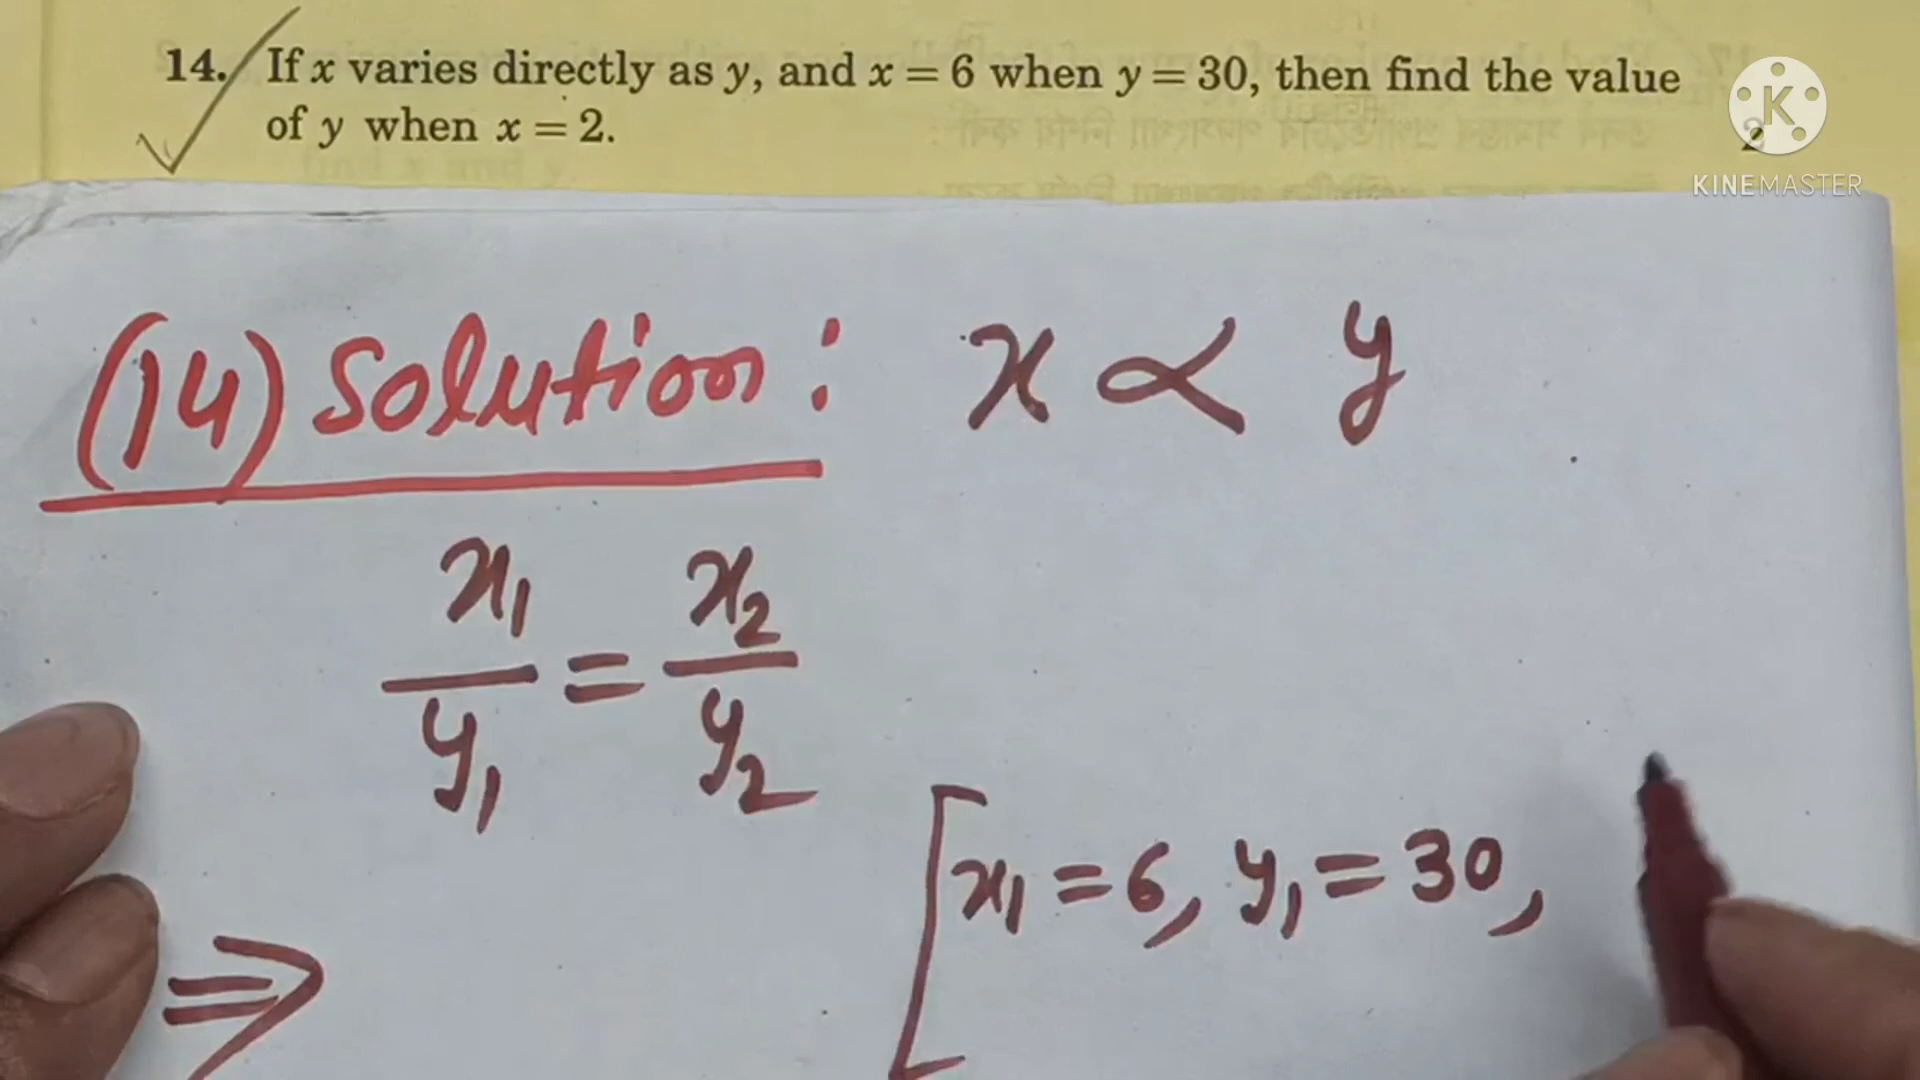 14. If x varies directly as y, and x = 6 when y = 30, then find the value
of y when x = 2.
2
K
KINEMASTER
(14) Solution : x ∝ y
x₁/y₁ = x₂/y₂
[x₁ = 6, y₁ = 30,
⇒